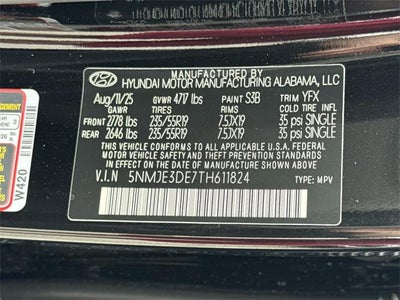 MANUFACTURED BY
HYUNDAI MOTOR MANUFACTURING ALABAMA, LLC
Aug/11/25 GVWR 4717 lbs PAINT S3B TRIM YFX
GAWR TIRES RIMS COLD PRESSURE
FRONT 2778 lbs 235/55R19 7.5JX19 35 psi SINGLE
REAR 2646 lbs 235/55R19 7.5JX19 35 psi SINGLE
THIS VEHICLE CONFORMS TO ALL
APPLICABLE U.S.A. FEDERAL MOTOR VEHICLE
SAFETY, BUMPER, AND THEFT PREVENTION STANDARDS IN
EFFECT ON THE DATE OF MANUFACTURE SHOWN ABOVE.
V.I.N 5NMJE3DE7TH611824 TYPE: MPV
W420